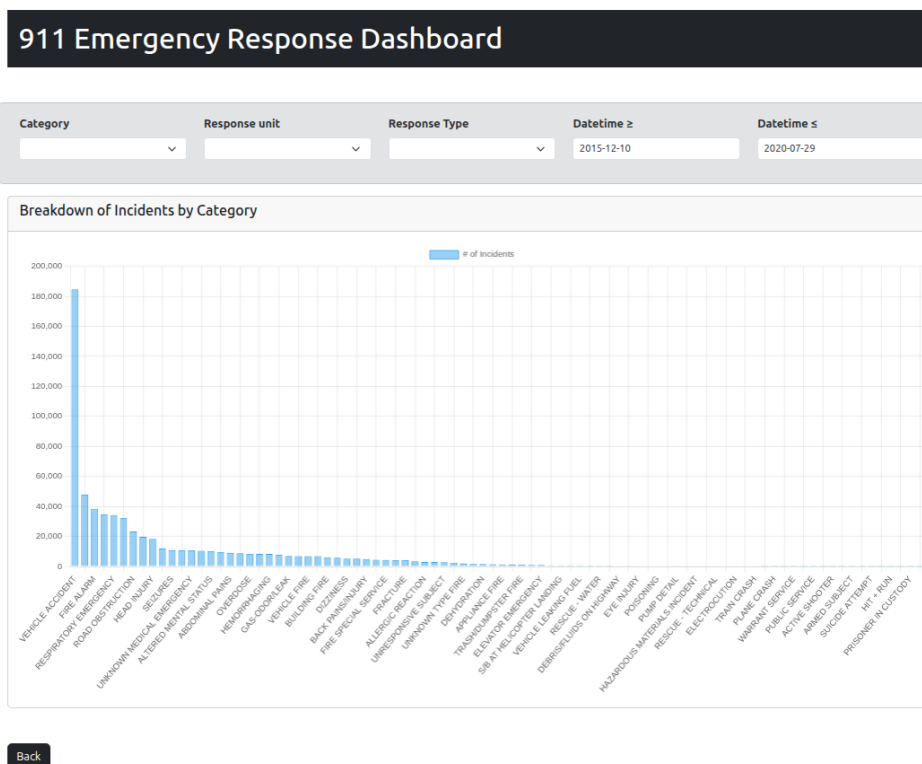 911 Emergency Response Dashboard
Category
Response unit
Response Type
Datetime ≥
Datetime ≤
2015-12-10
2020-07-29
Breakdown of Incidents by Category
# of Incidents
200,000
180,000
160,000
140,000
120,000
100,000
80,000
60,000
40,000
20,000
0
VEHICLE ACCIDENT
FIRE ALARM
RESPIRATORY EMERGENCY
ROAD OBSTRUCTION
HEAD INJURY
SEIZURES
UNKNOWN MEDICAL EMERGENCY
ALTERED MENTAL STATUS
ABDOMINAL PAINS
OVERDOSE
HEMORRHAGING
GAS-ODOR/LEAK
VEHICLE FIRE
BUILDING FIRE
DIZZINESS
BACK PAINS/INJURY
FIRE SPECIAL SERVICE
FRACTURE
ALLERGIC REACTION
UNRESPONSIVE SUBJECT
UNKNOWN TYPE FIRE
DEHYDRATION
APPLIANCE FIRE
TRASH/DUMPSTER FIRE
ELEVATOR EMERGENCY
S/B AT HELICOPTER LANDING
VEHICLE LEAKING FUEL
RESCUE - WATER
DEBRIS/FLUIDS ON HIGHWAY
EYE INJURY
POISONING
PUMP DETAIL
HAZARDOUS MATERIALS INCIDENT
RESCUE - TECHNICAL
ELECTROCUTION
TRAIN CRASH
PLANE CRASH
WARRANT SERVICE
PUBLIC SERVICE
ACTIVE SHOOTER
ARMED SUBJECT
SUICIDE ATTEMPT
HIT + RUN
PRISONER IN CUSTODY
Back